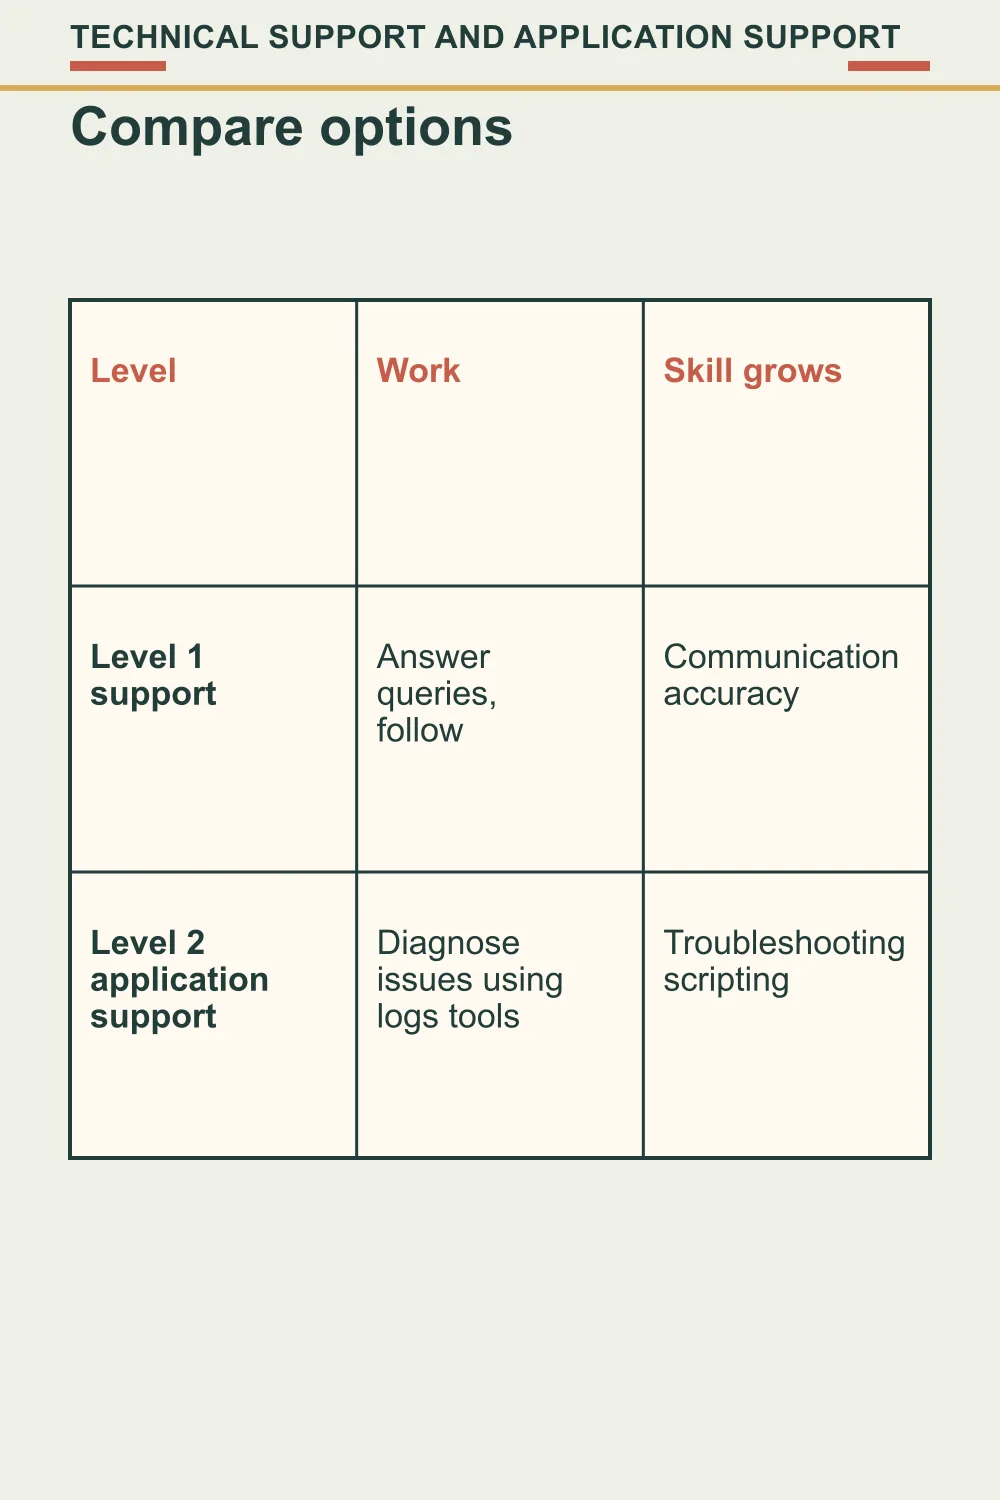 TECHNICAL SUPPORT AND APPLICATION SUPPORT
Compare options
Level
Work
Skill grows
Level 1
support
Answer
queries,
follow
Communication
accuracy
Level 2
application
support
Diagnose
issues using
logs tools
Troubleshooting
scripting